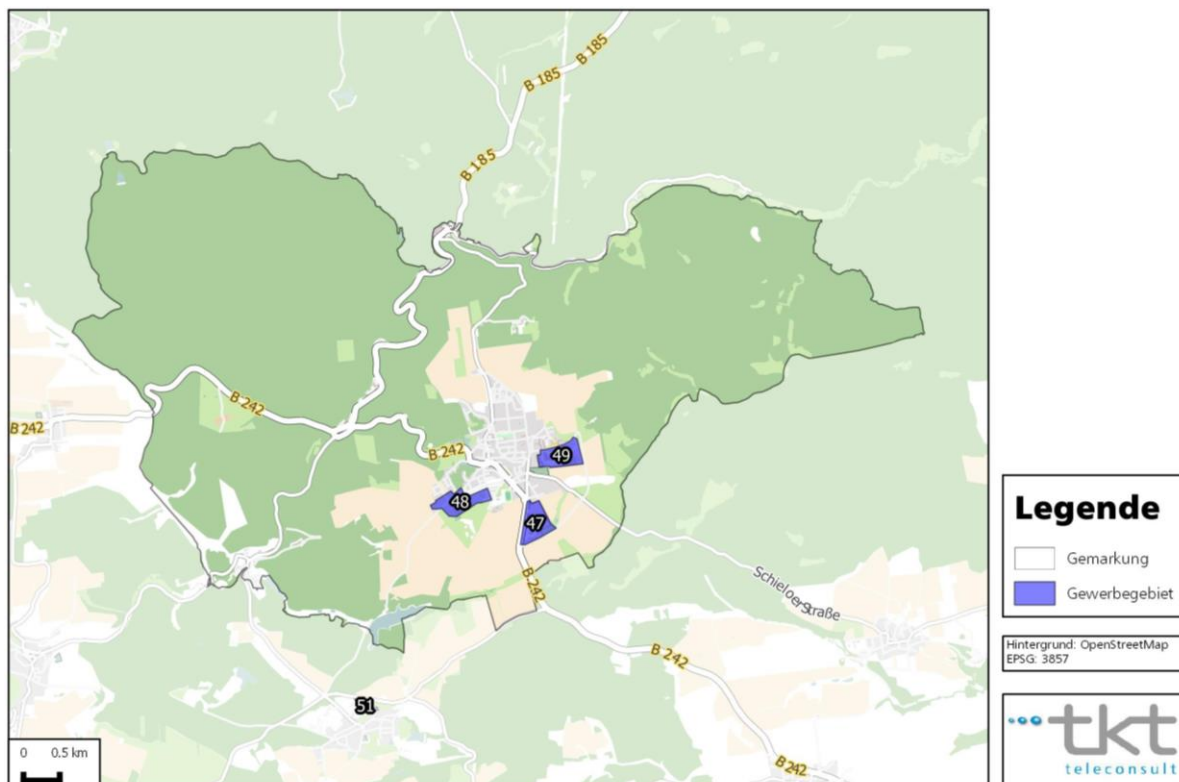 B 185
B 185
B 185
B 242
B 242
B 242
49
48
47
B 242
Schieloer Straße
B 242
51
B 242
0 0.5 km
Legende
Gemarkung
Gewerbegebiet
Hintergrund: OpenStreetMap
EPSG: 3857
tkt
teleconsult